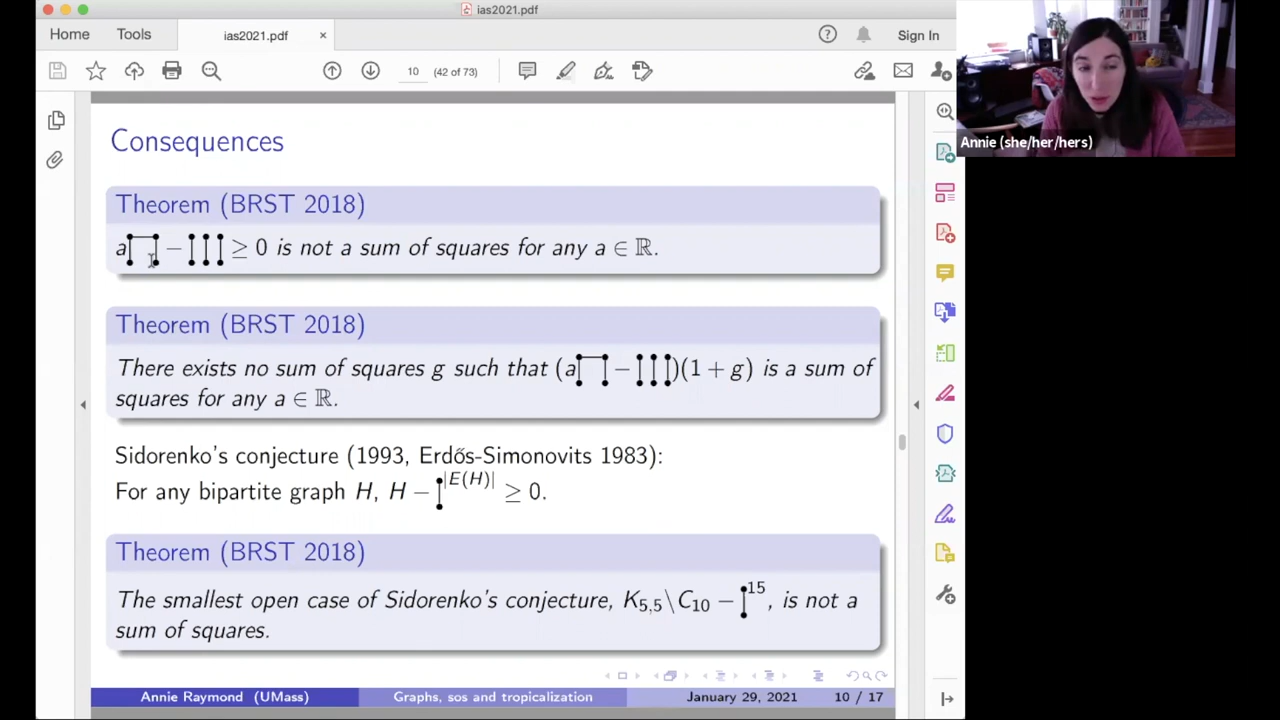 ias2021.pdf
Home
Tools
ias2021.pdf
×
Sign In
10
(42 of 73)
Annie (she/her/hers)
Consequences
Theorem (BRST 2018)
a − ≥ 0 is not a sum of squares for any a ∈ ℝ.
Theorem (BRST 2018)
There exists no sum of squares g such that (a − )(1 + g) is a sum of
squares for any a ∈ ℝ.
Sidorenko's conjecture (1993, Erdős-Simonovits 1983):
For any bipartite graph H, H − |E(H)| ≥ 0.
Theorem (BRST 2018)
The smallest open case of Sidorenko's conjecture, K5,5\C10 − 15, is not a
sum of squares.
Annie Raymond (UMass)
Graphs, sos and tropicalization
January 29, 2021
10 / 17